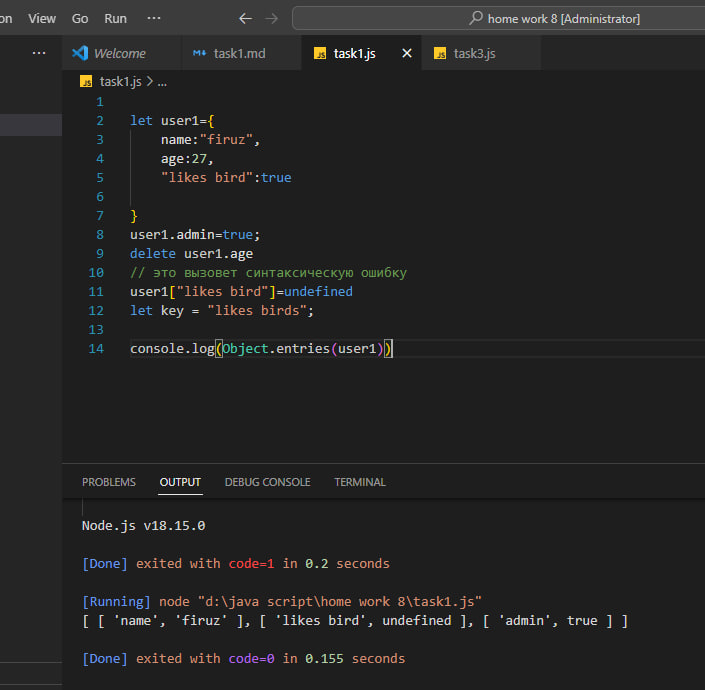 on View Go Run ··· ← → home work 8 [Administrator]
··· Welcome task1.md task1.js × task3.js
task1.js > ...
1
2 let user1={
3 name:"firuz",
4 age:27,
5 "likes bird":true
6
7 }
8 user1.admin=true;
9 delete user1.age
10 // это вызовет синтаксическую ошибку
11 user1["likes bird"]=undefined
12 let key = "likes birds";
13
14 console.log(Object.entries(user1))
PROBLEMS OUTPUT DEBUG CONSOLE TERMINAL
Node.js v18.15.0
[Done] exited with code=1 in 0.2 seconds
[Running] node "d:\java script\home work 8\task1.js"
[ [ 'name', 'firuz' ], [ 'likes bird', undefined ], [ 'admin', true ] ]
[Done] exited with code=0 in 0.155 seconds